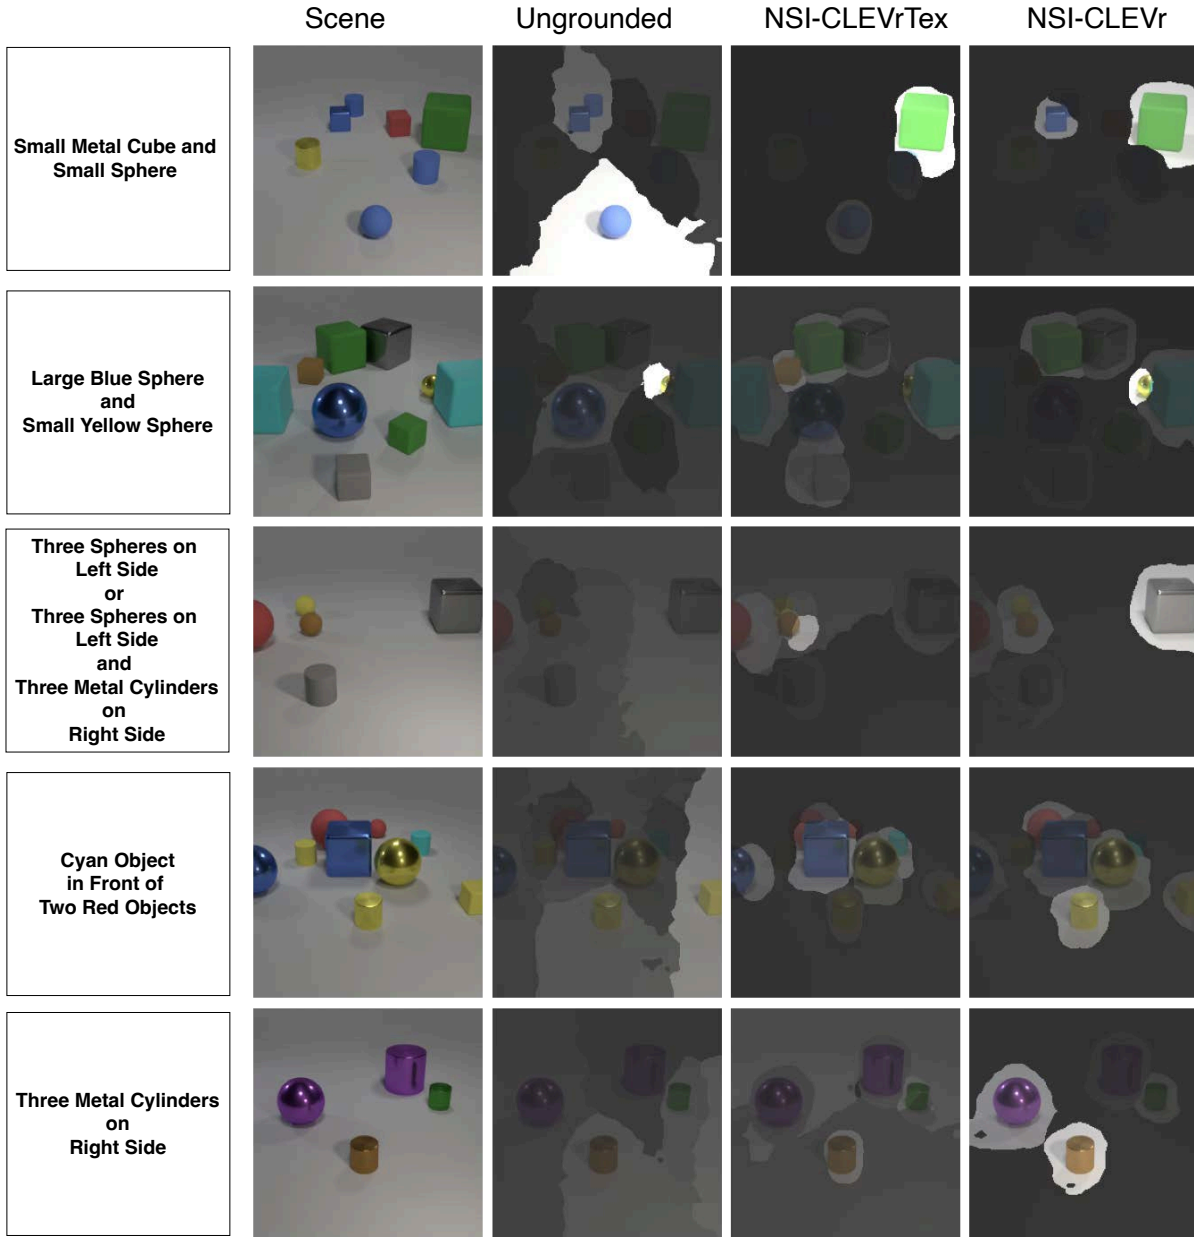 Scene Ungrounded NSI-CLEVrTex NSI-CLEVr
Small Metal Cube and
Small Sphere
Large Blue Sphere
and
Small Yellow Sphere
Three Spheres on
Left Side
or
Three Spheres on
Left Side
and
Three Metal Cylinders
on
Right Side
Cyan Object
in Front of
Two Red Objects
Three Metal Cylinders
on
Right Side